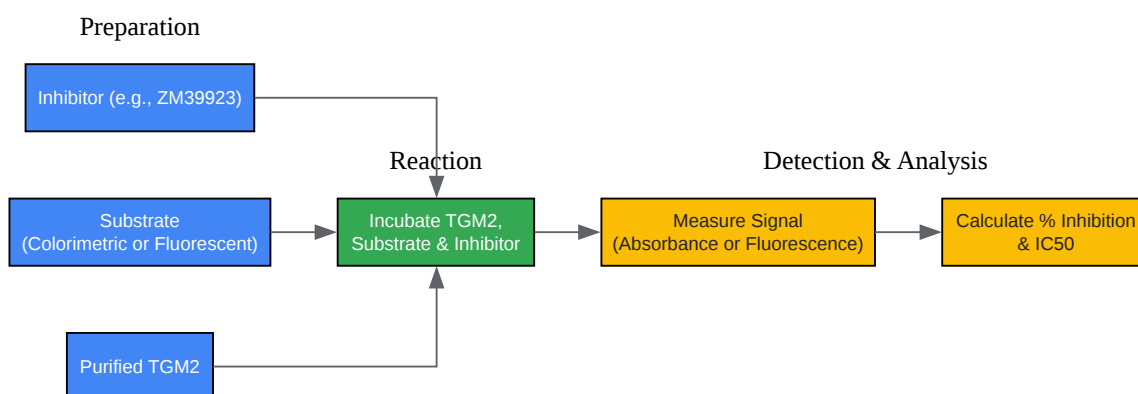 Preparation
Inhibitor (e.g., ZM39923)
Reaction
Detection & Analysis
Substrate
(Colorimetric or Fluorescent)
Incubate TGM2,
Substrate & Inhibitor
Measure Signal
(Absorbance or Fluorescence)
Calculate % Inhibition
& IC50
Purified TGM2